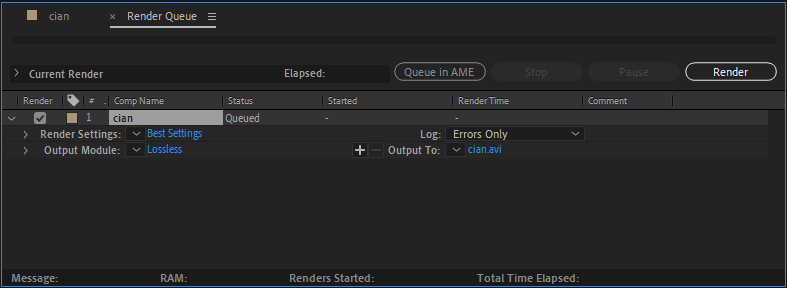 cian × Render Queue ☰
Current Render Elapsed: Queue in AME Stop Pause Render
Render # . Comp Name Status Started Render Time Comment
1 cian Queued - -
Render Settings: Best Settings Log: Errors Only
Output Module: Lossless + — Output To: cian.avi
Message: RAM: Renders Started: Total Time Elapsed: